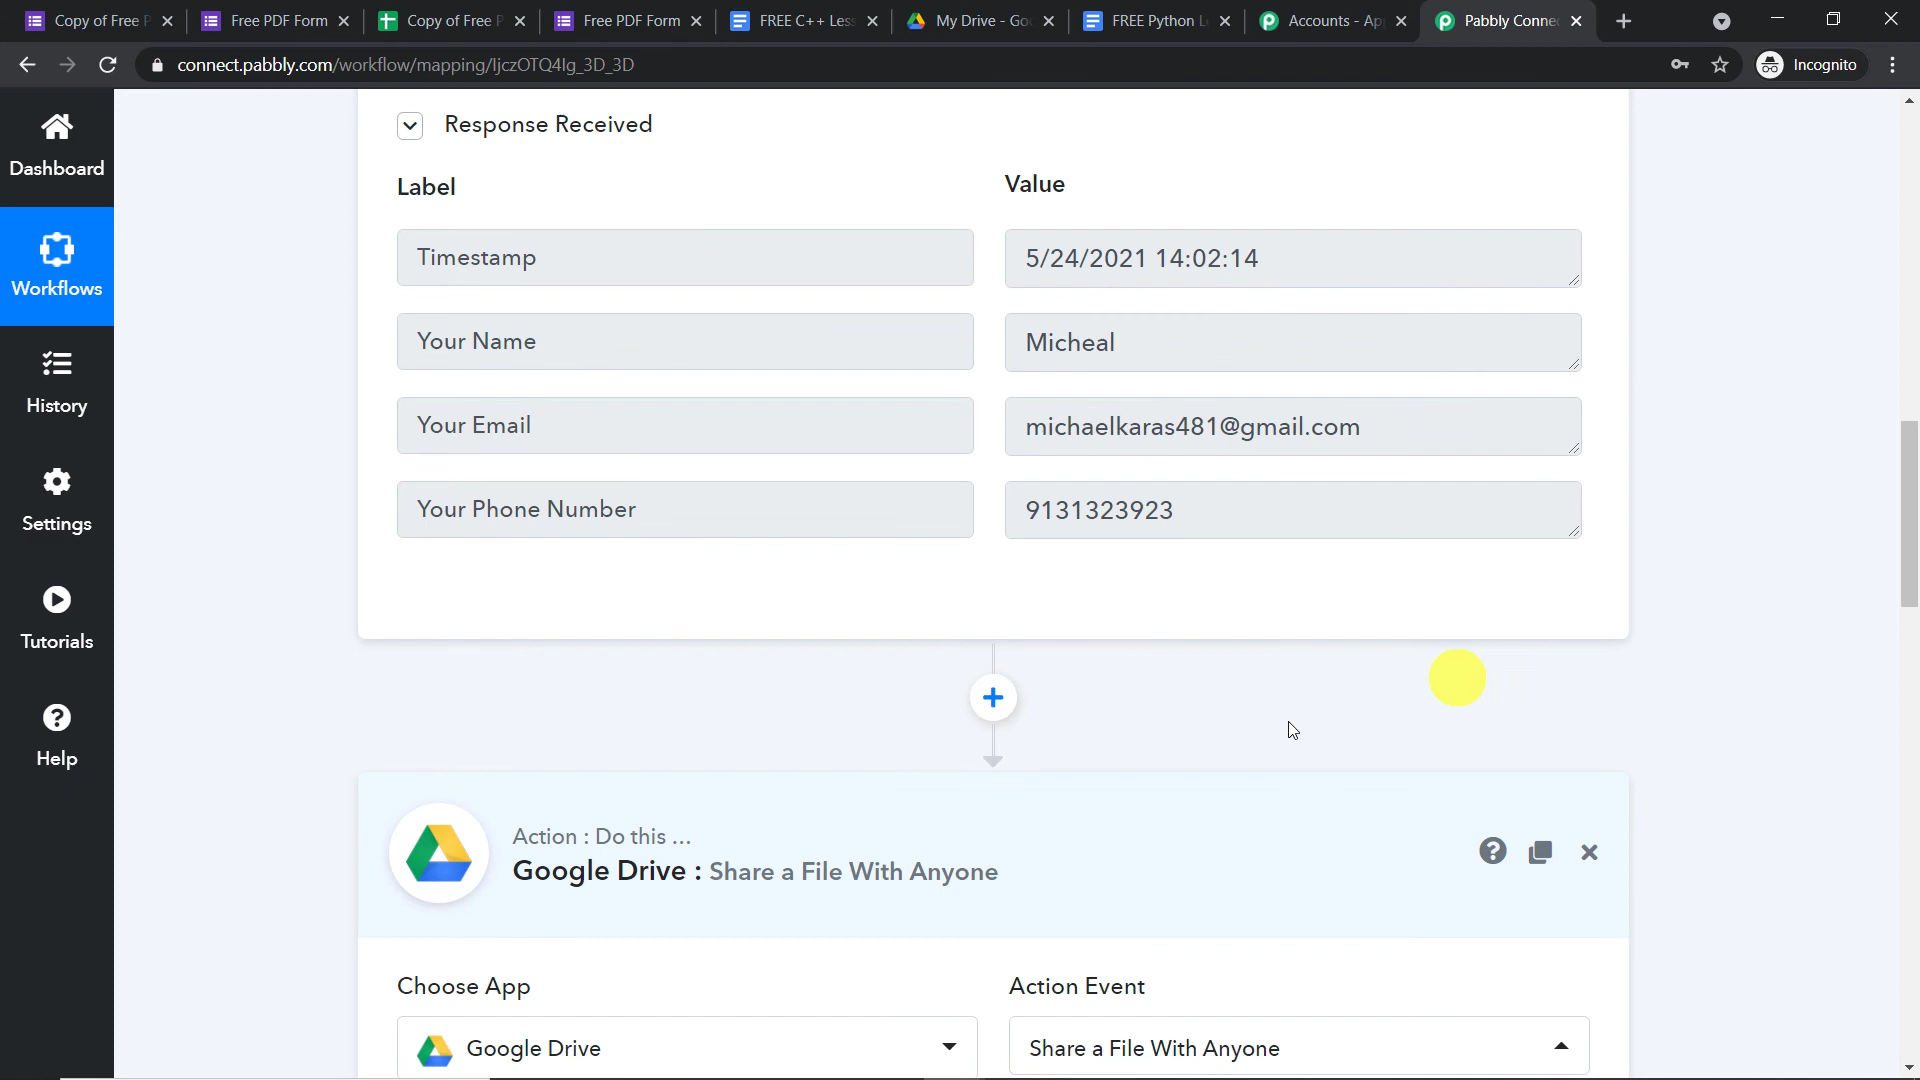 Copy of Free P
Free PDF Form
Copy of Free P
Free PDF Form
FREE C++ Less
My Drive - Go
FREE Python L
Accounts - Ap
Pabbly Conne
connect.pabbly.com/workflow/mapping/IjczOTQ4Ig_3D_3D
Incognito
Dashboard
Workflows
History
Settings
Tutorials
Help
Response Received
Label
Value
Timestamp
5/24/2021 14:02:14
Your Name
Micheal
Your Email
michaelkaras481@gmail.com
Your Phone Number
9131323923
Action : Do this ...
Google Drive : Share a File With Anyone
Choose App
Action Event
Google Drive
Share a File With Anyone